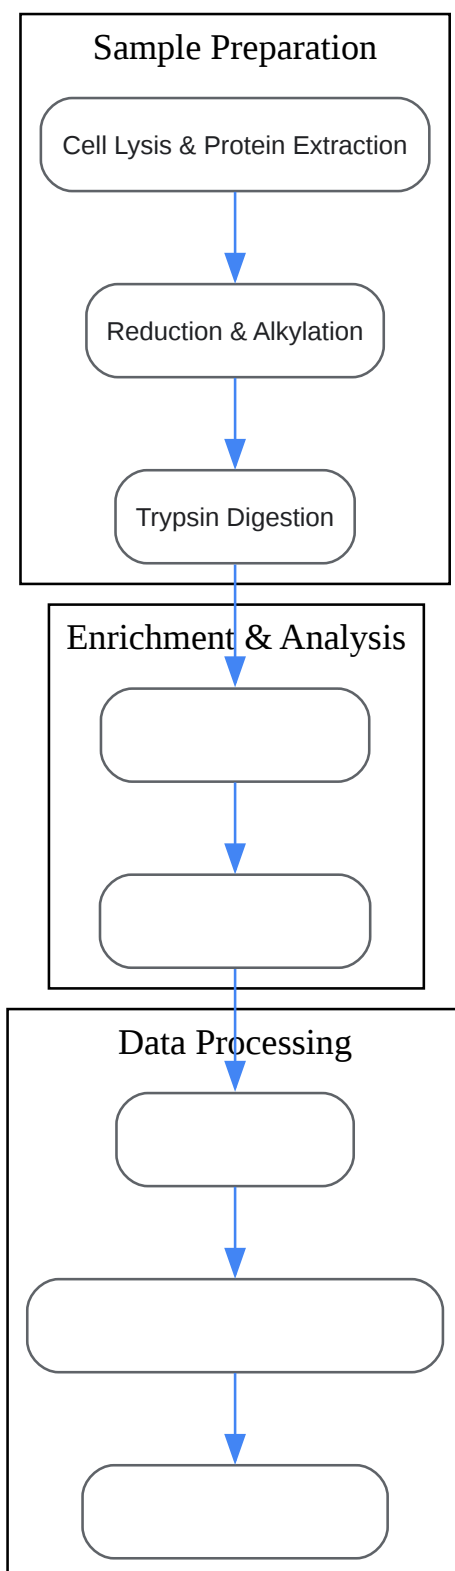 Sample Preparation
Cell Lysis & Protein Extraction
Reduction & Alkylation
Trypsin Digestion
Enrichment & Analysis
Data Processing